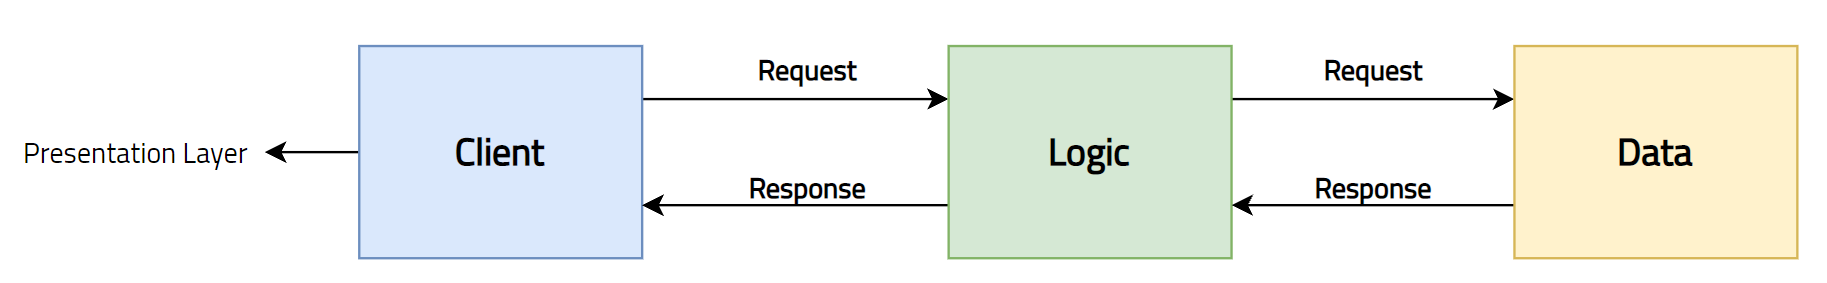 Request
Request
Presentation Layer
Client
Logic
Data
Response
Response